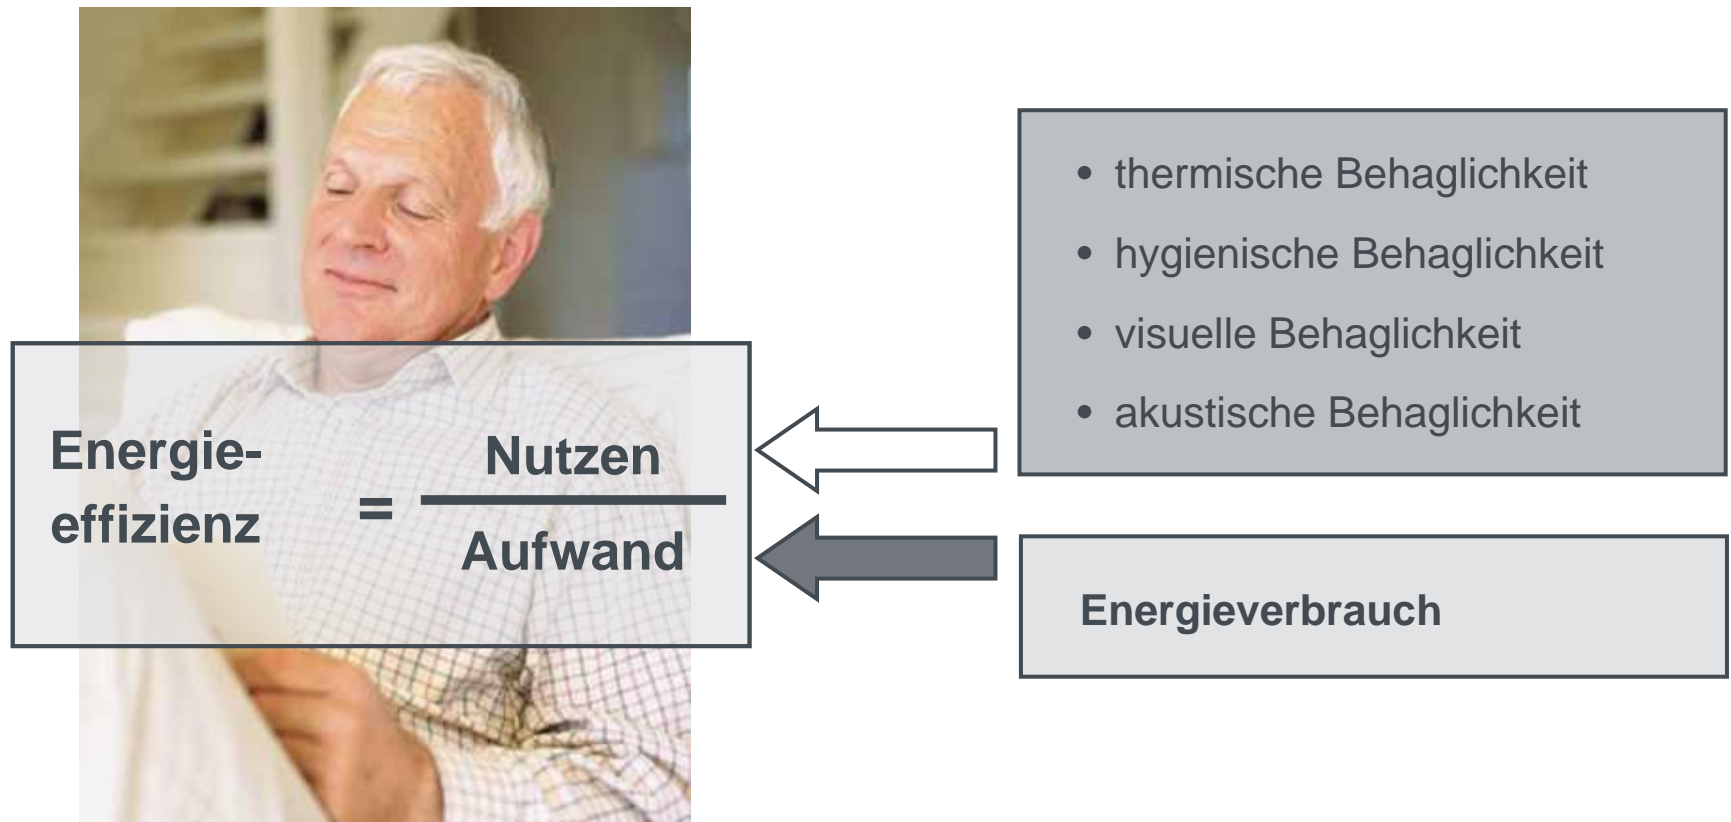 Energie-
effizienz
=
Nutzen
Aufwand
• thermische Behaglichkeit
• hygienische Behaglichkeit
• visuelle Behaglichkeit
• akustische Behaglichkeit
Energieverbrauch